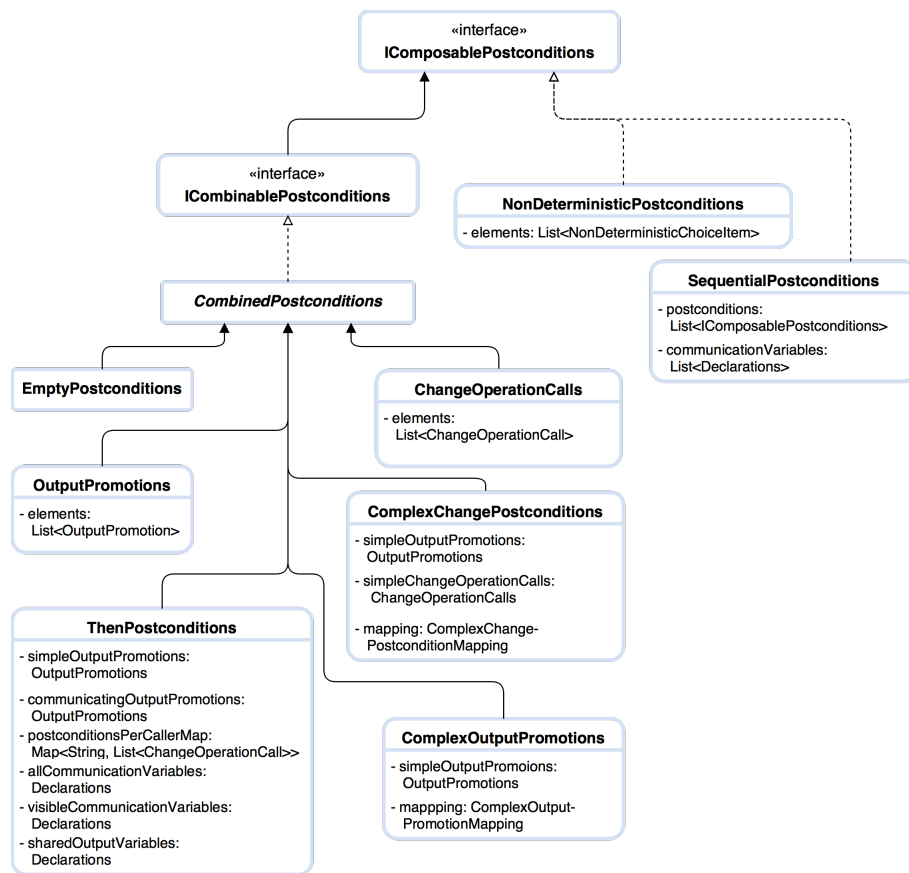 «interface»
IComposablePostconditions
«interface»
ICombinablePostconditions
NonDeterministicPostconditions
- elements: List<NonDeterministicChoiceItem>
SequentialPostconditions
- postconditions:
List<IComposablePostconditions>
- communicationVariables:
List<Declarations>
CombinedPostconditions
EmptyPostconditions
ChangeOperationCalls
- elements:
List<ChangeOperationCall>
OutputPromotions
- elements:
List<OutputPromotion>
ComplexChangePostconditions
- simpleOutputPromotions:
OutputPromotions
- simpleChangeOperationCalls:
ChangeOperationCalls
- mapping: ComplexChange-
PostconditionMapping
ThenPostconditions
- simpleOutputPromotions:
OutputPromotions
- communicatingOutputPromotions:
OutputPromotions
- postconditionsPerCallerMap:
Map<String, List<ChangeOperationCall>>
- allCommunicationVariables:
Declarations
- visibleCommunicationVariables:
Declarations
- sharedOutputVariables:
Declarations
ComplexOutputPromotions
- simpleOutputPromoions:
OutputPromotions
- mappping: ComplexOutput-
PromotionMapping